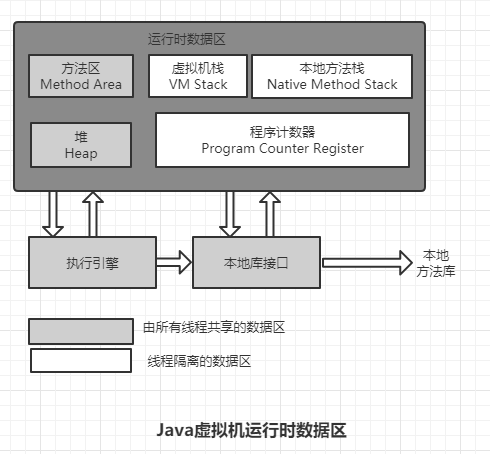 运行时数据区
方法区
Method Area
虚拟机栈
VM Stack
本地方法栈
Native Method Stack
堆
Heap
程序计数器
Program Counter Register
执行引擎
本地库接口
本地
方法库
由所有线程共享的数据区
线程隔离的数据区
Java虚拟机运行时数据区